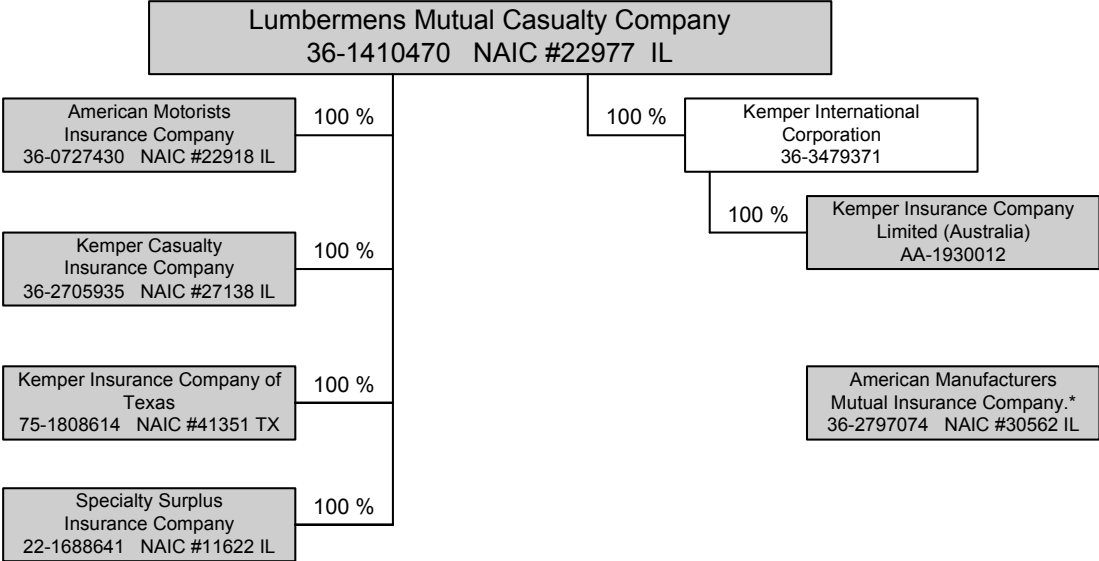 Lumbermens Mutual Casualty Company
36-1410470 NAIC #22977 IL
American Motorists
Insurance Company
36-0727430 NAIC #22918 IL
100 %
100 %
Kemper International
Corporation
36-3479371
100 %
Kemper Insurance Company
Limited (Australia)
AA-1930012
Kemper Casualty
Insurance Company
36-2705935 NAIC #27138 IL
100 %
Kemper Insurance Company of
Texas
75-1808614 NAIC #41351 TX
100 %
American Manufacturers
Mutual Insurance Company.*
36-2797074 NAIC #30562 IL
Specialty Surplus
Insurance Company
22-1688641 NAIC #11622 IL
100 %